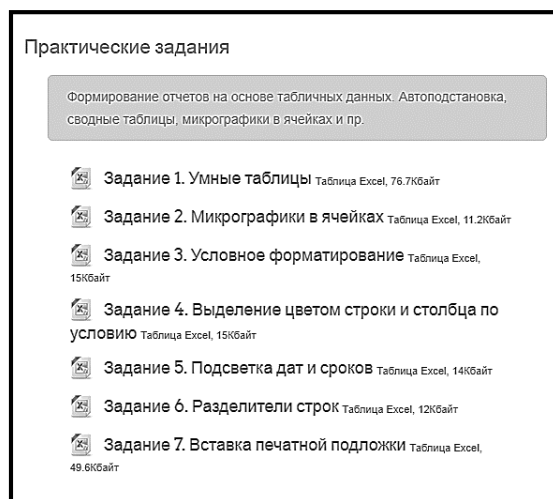 Практические задания
Формирование отчетов на основе табличных данных. Автоподстановка,
сводные таблицы, микрографики в ячейках и пр.
Задание 1. Умные таблицы Таблица Excel, 76.7Кбайт
Задание 2. Микрографики в ячейках Таблица Excel, 11.2Кбайт
Задание 3. Условное форматирование Таблица Excel,
15Кбайт
Задание 4. Выделение цветом строки и столбца по
условию Таблица Excel, 15Кбайт
Задание 5. Подсветка дат и сроков Таблица Excel, 14Кбайт
Задание 6. Разделители строк Таблица Excel, 12Кбайт
Задание 7. Вставка печатной подложки Таблица Excel,
49.6Кбайт